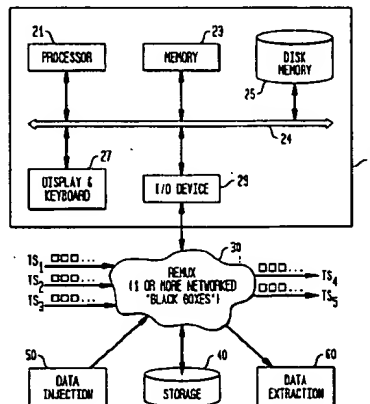 21
PROCESSOR
23
MEMORY
DISK
MEMORY
25
24
27
DISPLAY &
KEYBOARD
29
I/O DEVICE
30
REMUX
(1 OR MORE NETWORKED
"BLACK BOXES")
TS1
TS2
TS3
TS4
TS5
50
DATA
INJECTION
40
STORAGE
60
DATA
EXTRACTION